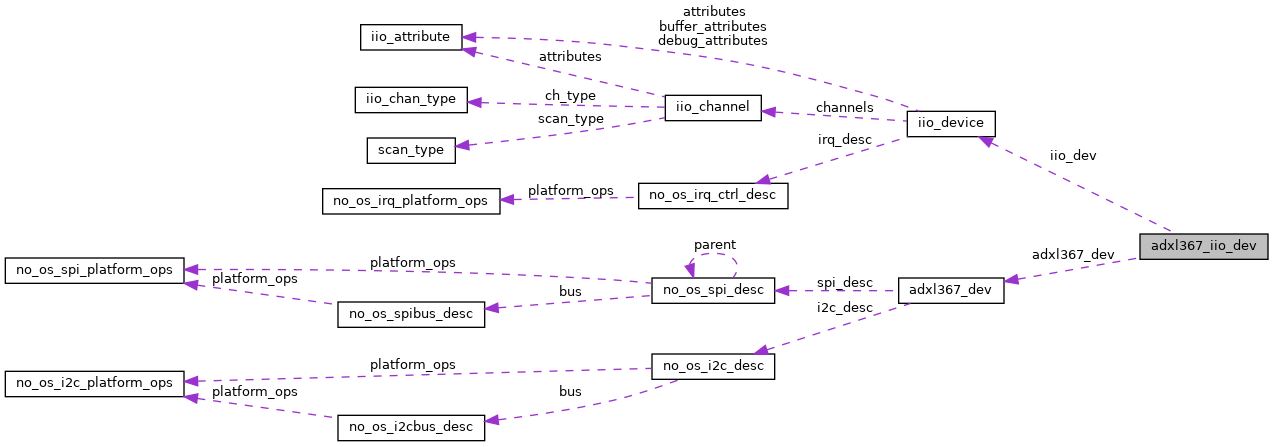 attributes
buffer_attributes
debug_attributes
iio_attribute
attributes
iio_chan_type
ch_type
iio_channel
channels
iio_device
scan_type
scan_type
irq_desc
iio_dev
no_os_irq_platform_ops
platform_ops
no_os_irq_ctrl_desc
adxl367_iio_dev
parent
adxl367_dev
no_os_spi_platform_ops
platform_ops
platform_ops
bus
no_os_spi_desc
spi_desc
adxl367_dev
no_os_spibus_desc
i2c_desc
no_os_i2c_platform_ops
platform_ops
platform_ops
no_os_i2c_desc
bus
no_os_i2cbus_desc